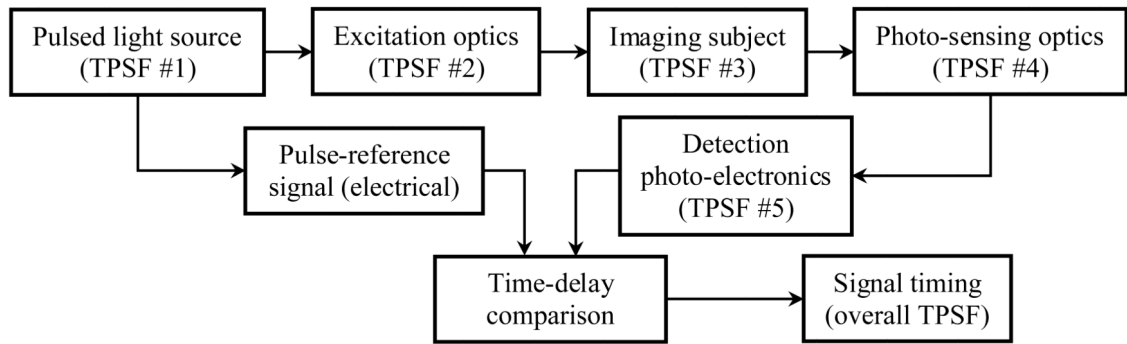 Pulsed light source
(TPSF #1)
Excitation optics
(TPSF #2)
Imaging subject
(TPSF #3)
Photo-sensing optics
(TPSF #4)
Pulse-reference
signal (electrical)
Detection
photo-electronics
(TPSF #5)
Time-delay
comparison
Signal timing
(overall TPSF)